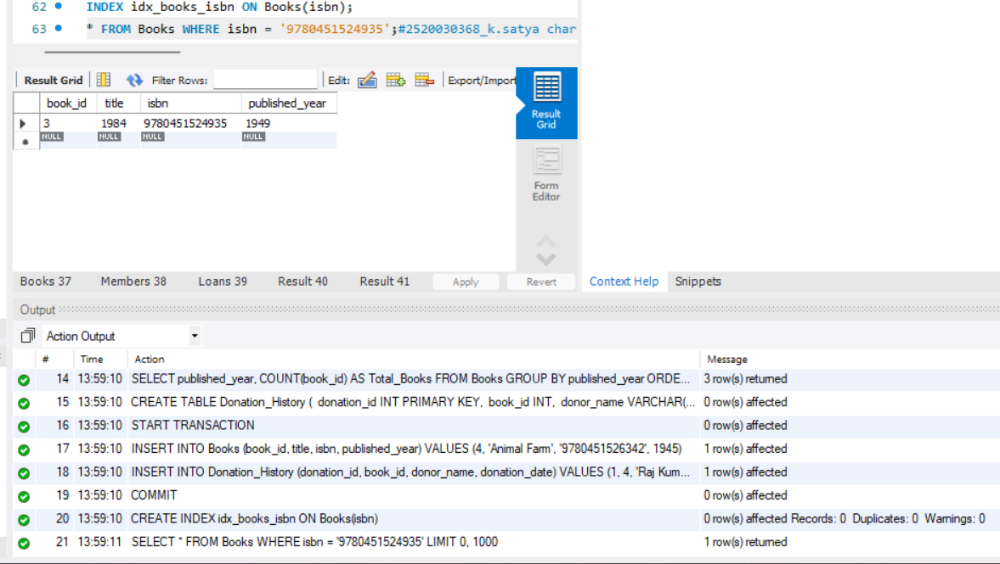 62 INDEX idx_books_isbn ON Books(isbn);
63 * FROM Books WHERE isbn = '9780451524935';#2520030368_k.satya char
Result Grid Filter Rows: Edit: Export/Import
book_id title isbn published_year
3 1984 9780451524935 1949
NULL NULL NULL NULL
Result
Grid
Form
Editor
Books 37 Members 38 Loans 39 Result 40 Result 41 Apply Revert Context Help Snippets
Output
Action Output
# Time Action Message
14 13:59:10 SELECT published_year, COUNT(book_id) AS Total_Books FROM Books GROUP BY published_year ORDE... 3 row(s) returned
15 13:59:10 CREATE TABLE Donation_History ( donation_id INT PRIMARY KEY, book_id INT, donor_name VARCHAR(... 0 row(s) affected
16 13:59:10 START TRANSACTION 0 row(s) affected
17 13:59:10 INSERT INTO Books (book_id, title, isbn, published_year) VALUES (4, 'Animal Farm', '9780451526342', 1945) 1 row(s) affected
18 13:59:10 INSERT INTO Donation_History (donation_id, book_id, donor_name, donation_date) VALUES (1, 4, 'Raj Kum... 1 row(s) affected
19 13:59:10 COMMIT 0 row(s) affected
20 13:59:10 CREATE INDEX idx_books_isbn ON Books(isbn) 0 row(s) affected Records: 0 Duplicates: 0 Warnings: 0
21 13:59:11 SELECT * FROM Books WHERE isbn = '9780451524935' LIMIT 0, 1000 1 row(s) returned